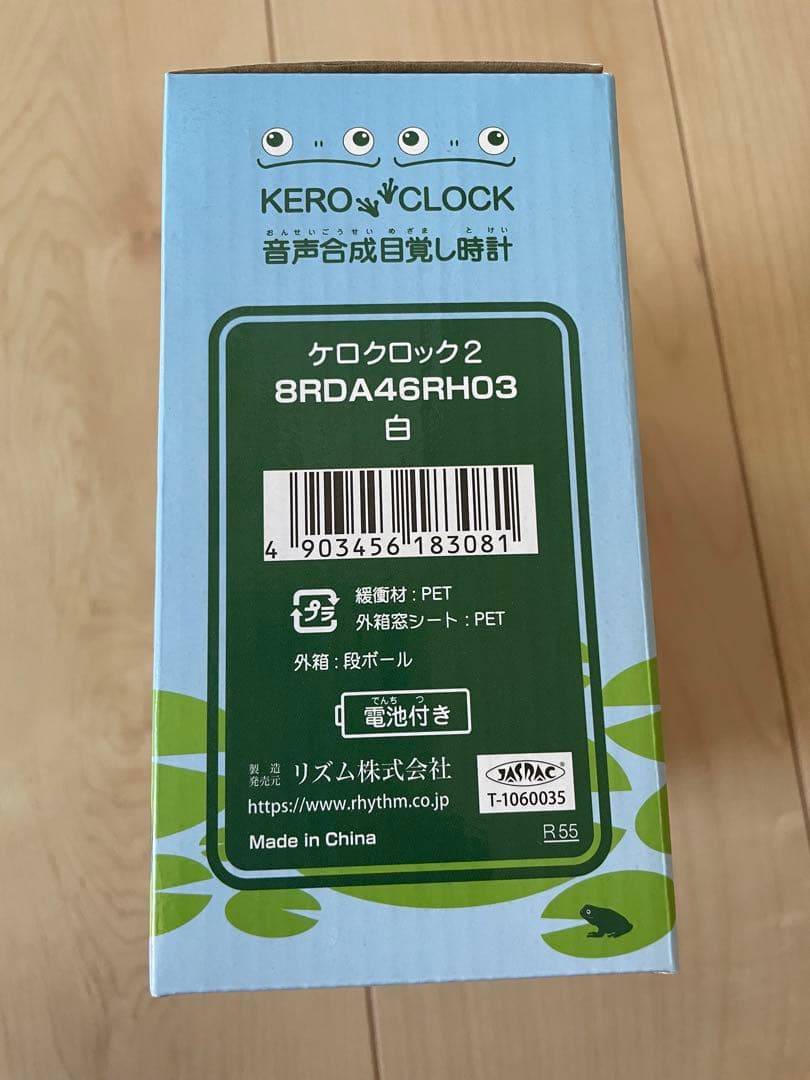 KERO CLOCK
おんせいごうせい めざま とけい
音声合成目覚し時計
ケロクロック2
8RDA46RH03
白
4 903456 183081
プラ
緩衝材 : PET
外箱窓シート : PET
外箱 : 段ボール
でんち つ
電池付き
製造
発売元 リズム株式会社
https://www.rhythm.co.jp
Made in China
JASRAC®
T-1060035
R55